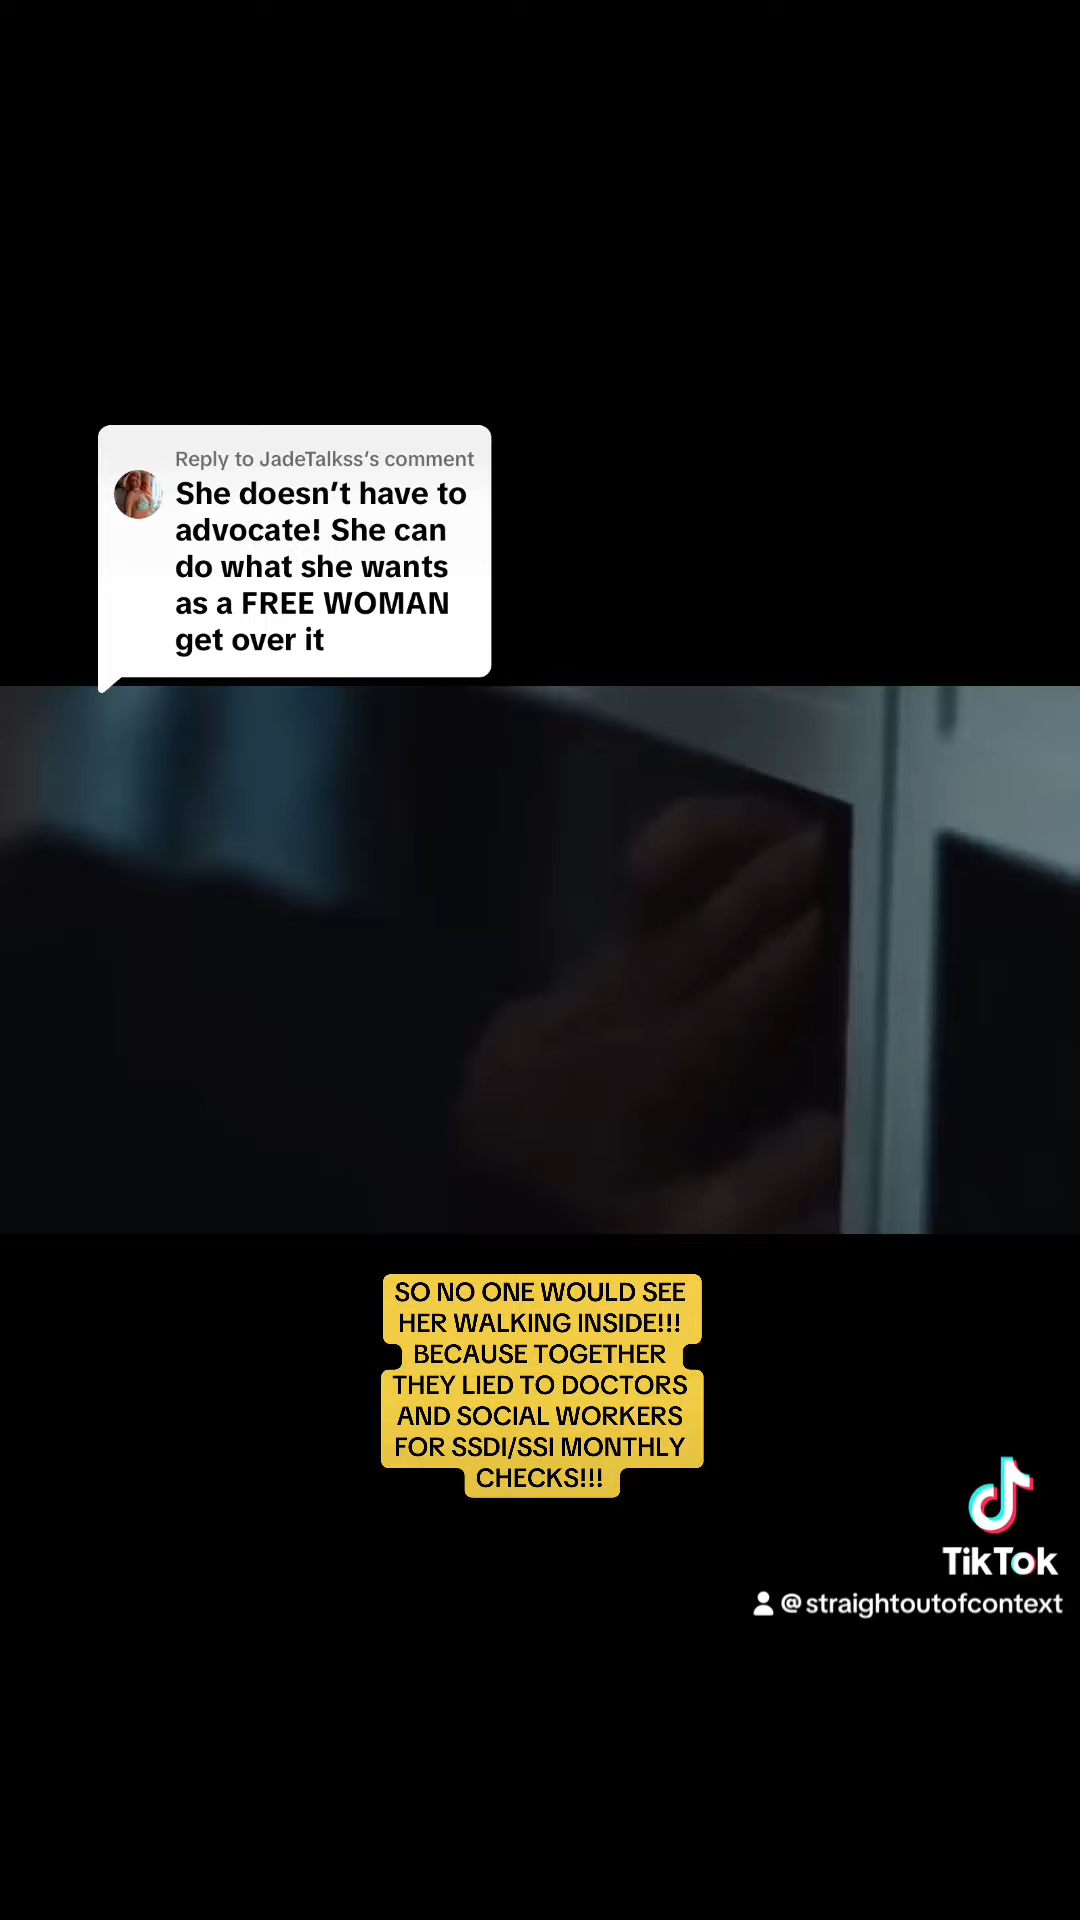 Reply to JadeTalkss's comment
She doesn't have to
advocate! She can
do what she wants
as a FREE WOMAN
get over it
SO NO ONE WOULD SEE
HER WALKING INSIDE!!!
BECAUSE TOGETHER
THEY LIED TO DOCTORS
AND SOCIAL WORKERS
FOR SSDI/SSI MONTHLY
CHECKS!!!
TikTok
@straightoutofcontext